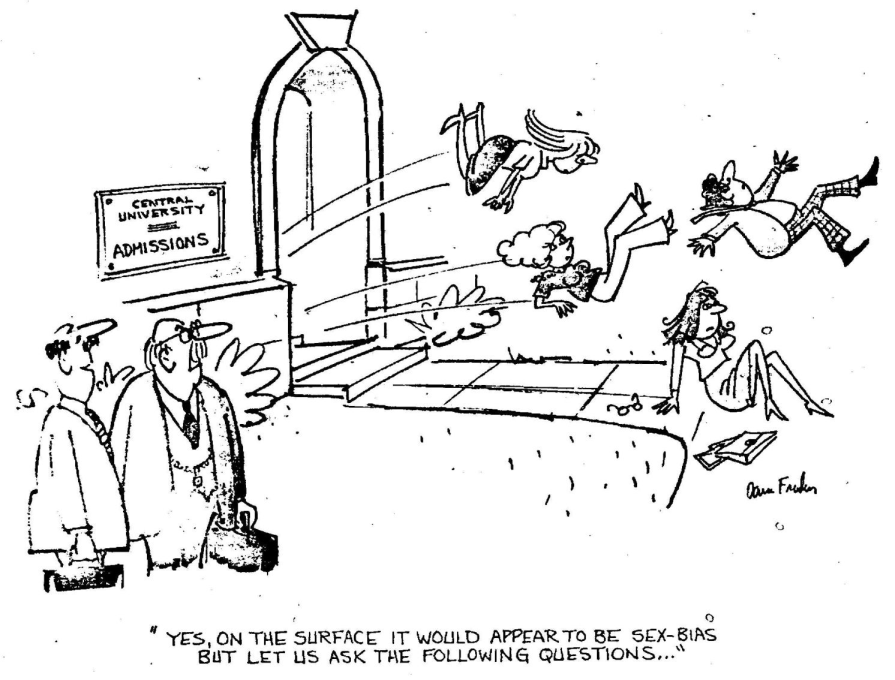 CENTRAL
UNIVERSITY
ADMISSIONS
" YES, ON THE SURFACE IT WOULD APPEAR TO BE SEX-BIAS
BUT LET US ASK THE FOLLOWING QUESTIONS..."